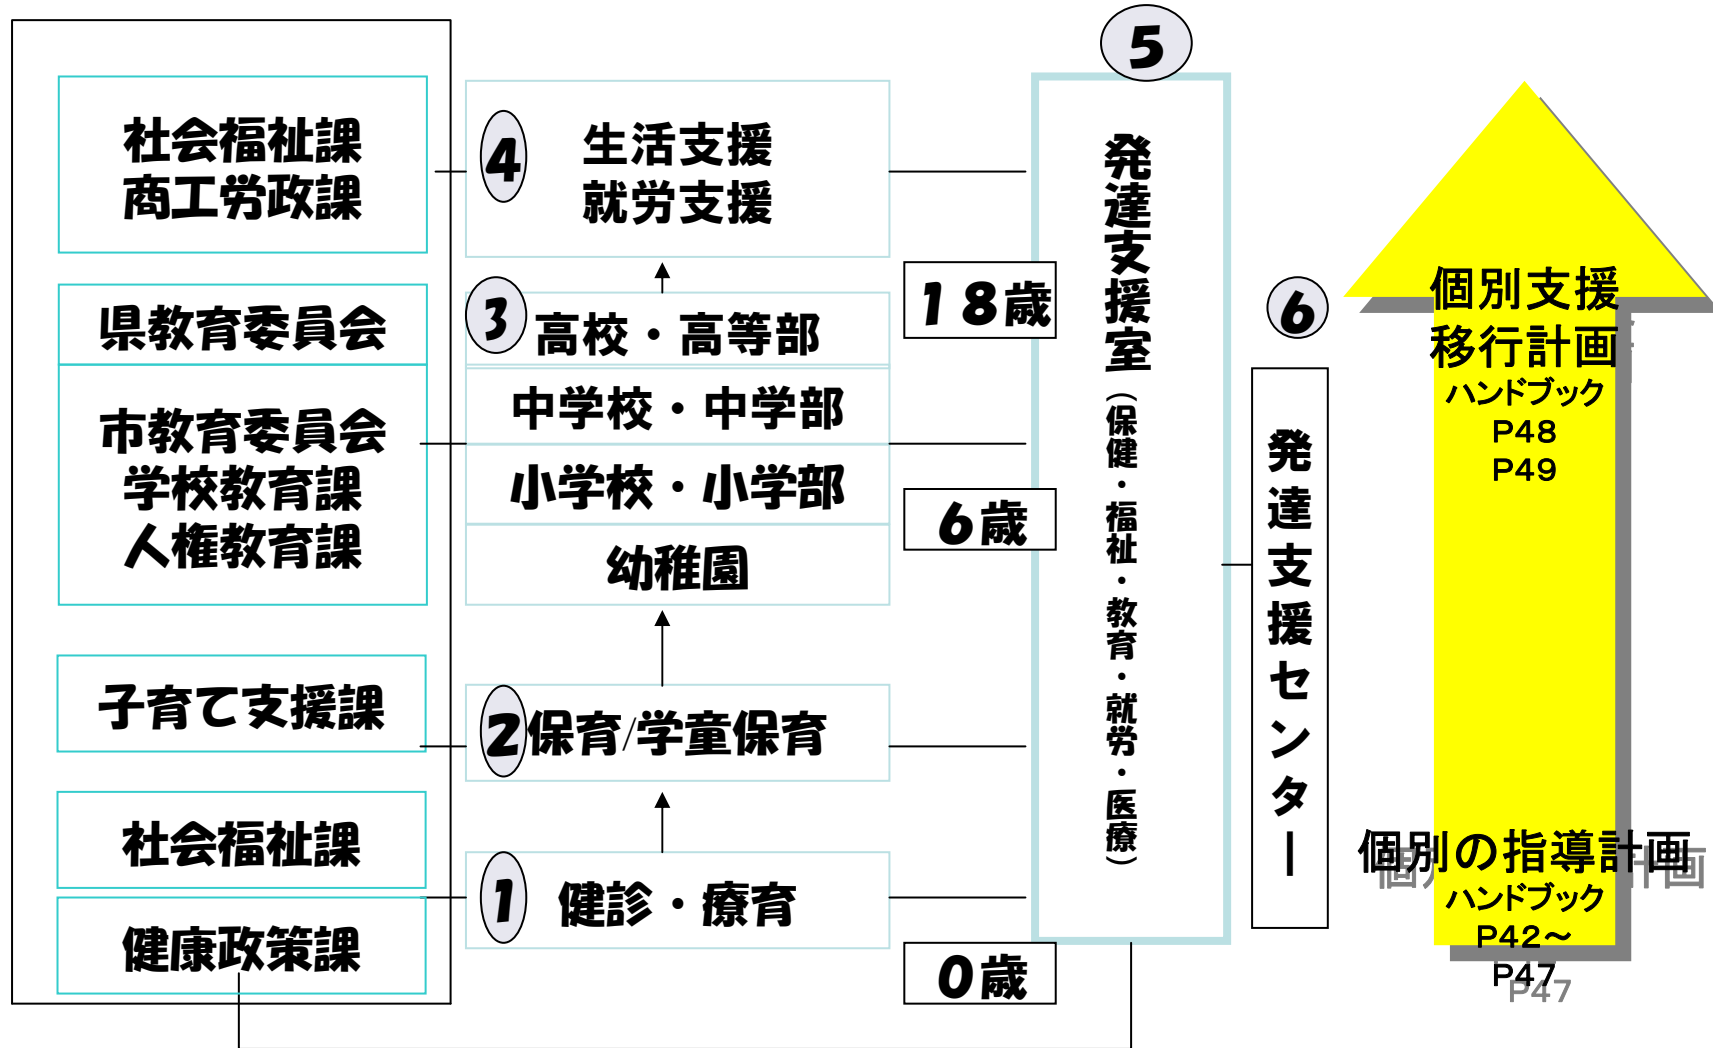 社会福祉課
商工労政課
県教育委員会
市教育委員会
学校教育課
人権教育課
子育て支援課
社会福祉課
健康政策課
4
生活支援
就労支援
3
高校・高等部
中学校・中学部
小学校・小学部
幼稚園
2
保育/学童保育
1
健診・療育
18歳
6歳
0歳
5
発達支援室(保健・福祉・教育・就労・医療)
6
発達支援センター
個別支援
移行計画
ハンドブック
P48
P49
個別の指導計画
ハンドブック
P42~
P47